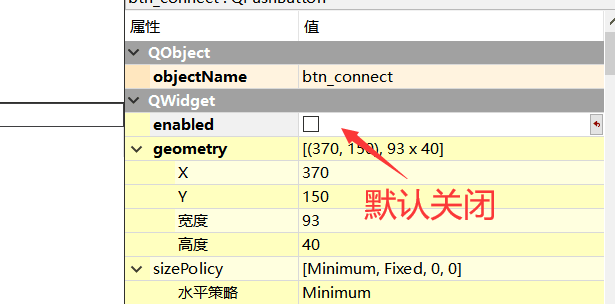 btn_connect : QPushButton
属性 值
QObject
objectName btn_connect
QWidget
enabled
geometry [(370, 150), 93 x 40]
X 370
Y 150
宽度 93
高度 40
默认关闭
sizePolicy [Minimum, Fixed, 0, 0]
水平策略 Minimum